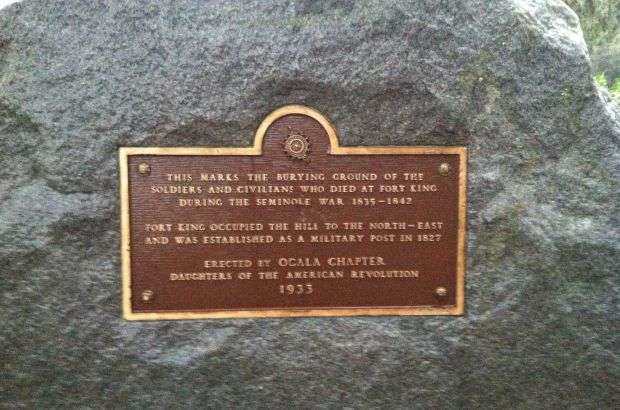 THIS MARKS THE BURYING GROUND OF THE
SOLDIERS AND CIVILIANS WHO DIED AT FORT KING
DURING THE SEMINOLE WAR 1835-1842
FORT KING OCCUPIED THE HILL TO THE NORTH-EAST
AND WAS ESTABLISHED AS A MILITARY POST IN 1827
ERECTED BY OCALA CHAPTER
DAUGHTERS OF THE AMERICAN REVOLUTION
1933